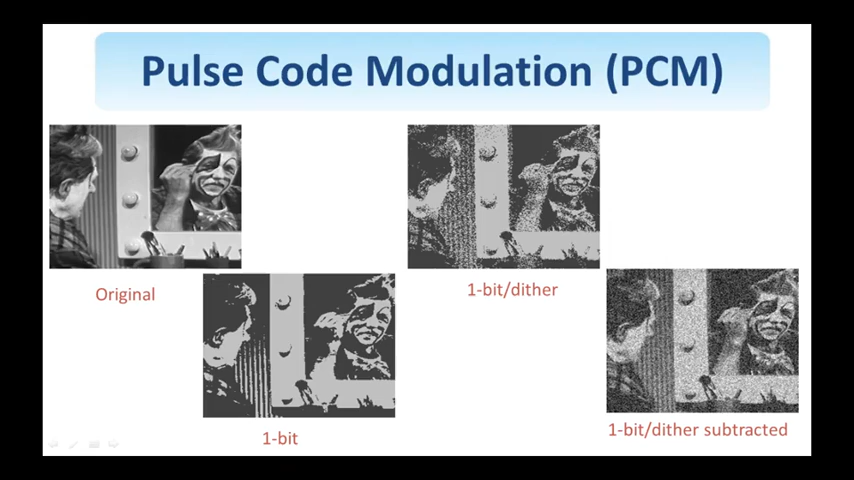 Pulse Code Modulation (PCM)
Original
1-bit/dither
1-bit
1-bit/dither subtracted